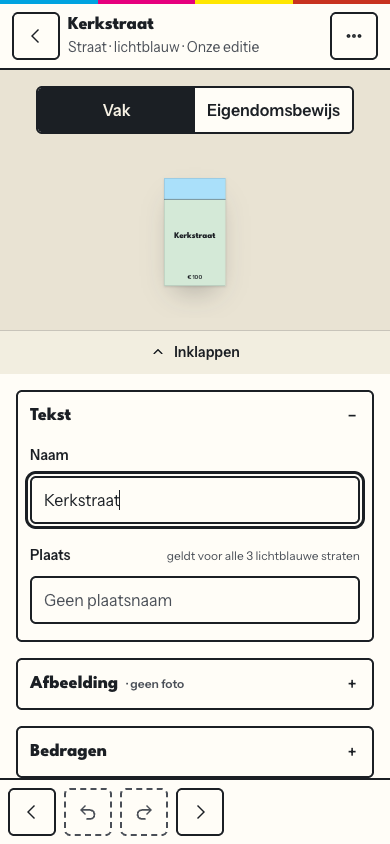 Kerkstraat
Straat · lichtblauw · Onze editie
Vak
Eigendomsbewijs
Kerkstraat
€ 100
Inklappen
Tekst
Naam
Kerkstraat
Plaats
geldt voor alle 3 lichtblauwe straten
Geen plaatsnaam
Afbeelding · geen foto
Bedragen